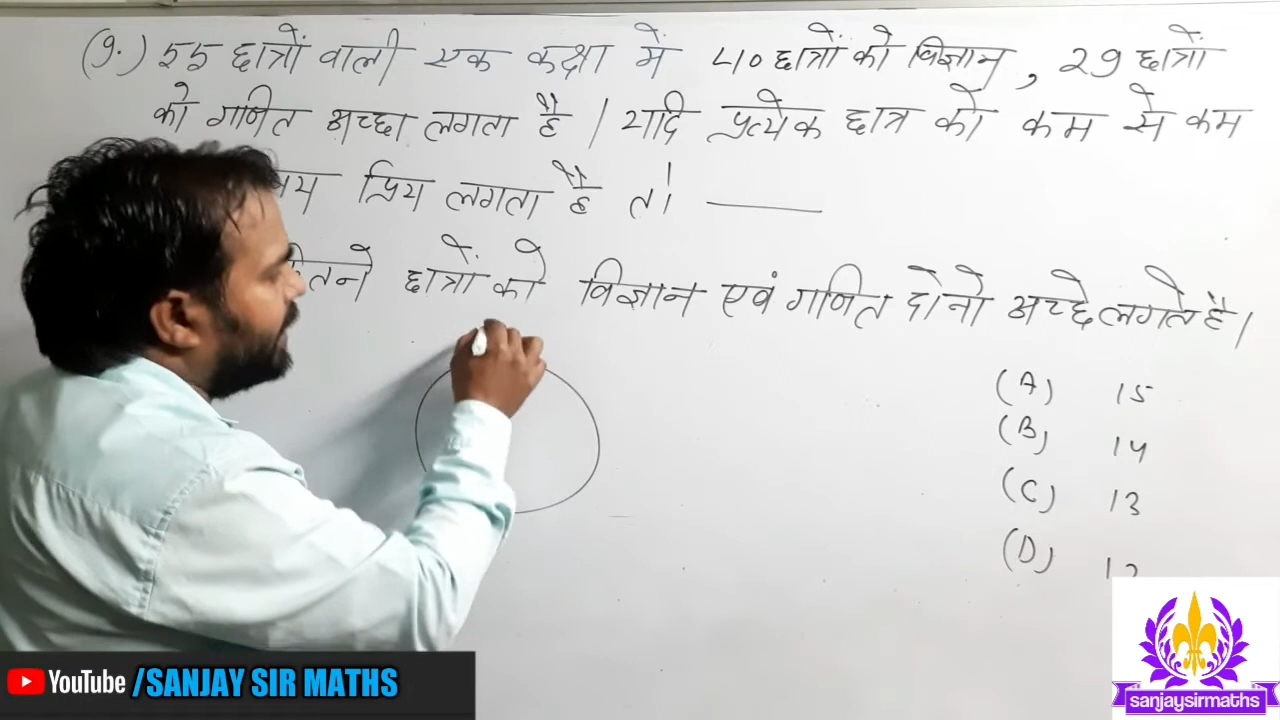 (9.) 55 छात्रों वाली एक कक्षा में 40 छात्रों को विज्ञान, 29 छात्रों
को गणित अच्छा लगता है। यदि प्रत्येक छात्र को कम से कम
प्रिय लगता है तो ____
छात्रों को विज्ञान एवं गणित दोनो अच्छे लगते है।
(A) 15
(B) 14
(C) 13
(D) 12
YouTube /SANJAY SIR MATHS
sanjaysirmaths